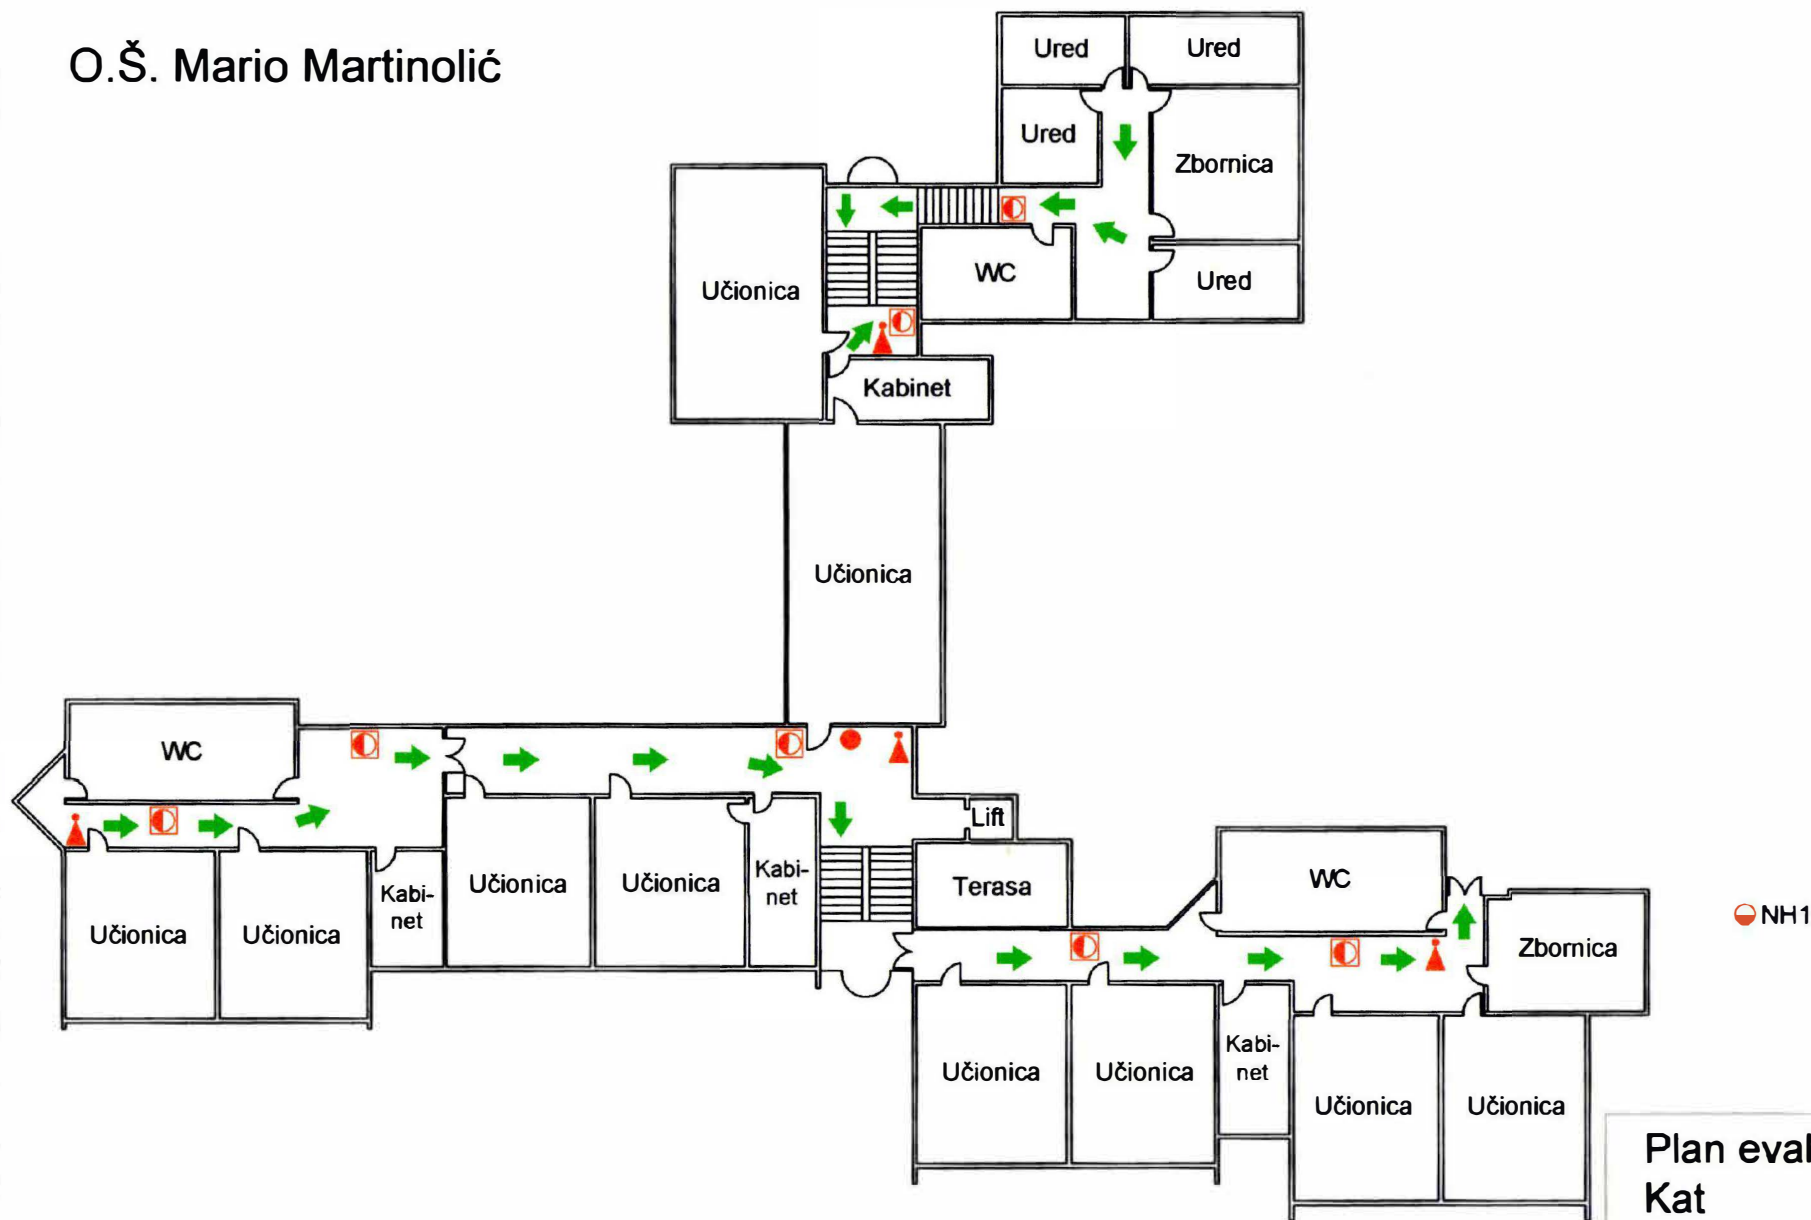 O.Š. Mario Martinolić
Ured
Ured
Ured
Zbornica
Učionica
WC
Ured
Kabinet
Učionica
WC
Lift
Učionica
Učionica
Kabi-
net
Učionica
Učionica
Kabi-
net
Terasa
WC
Zbornica
NH1
Učionica
Učionica
Kabi-
net
Učionica
Učionica
Plan eval
Kat